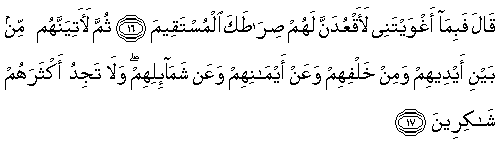 قَالَ فَبِمَآ أَغْوَيْتَنِى لَأَقْعُدَنَّ لَهُمْ صِرَٰطَكَ ٱلْمُسْتَقِيمَ ١٦ ثُمَّ لَأَتِيَنَّهُم مِّنۢ
بَيْنِ أَيْدِيهِمْ وَمِنْ خَلْفِهِمْ وَعَنْ أَيْمَـٰنِهِمْ وَعَن شَمَآئِلِهِمْ ۖ وَلَا تَجِدُ أَكْثَرَهُمْ
شَـٰكِرِينَ ١٧